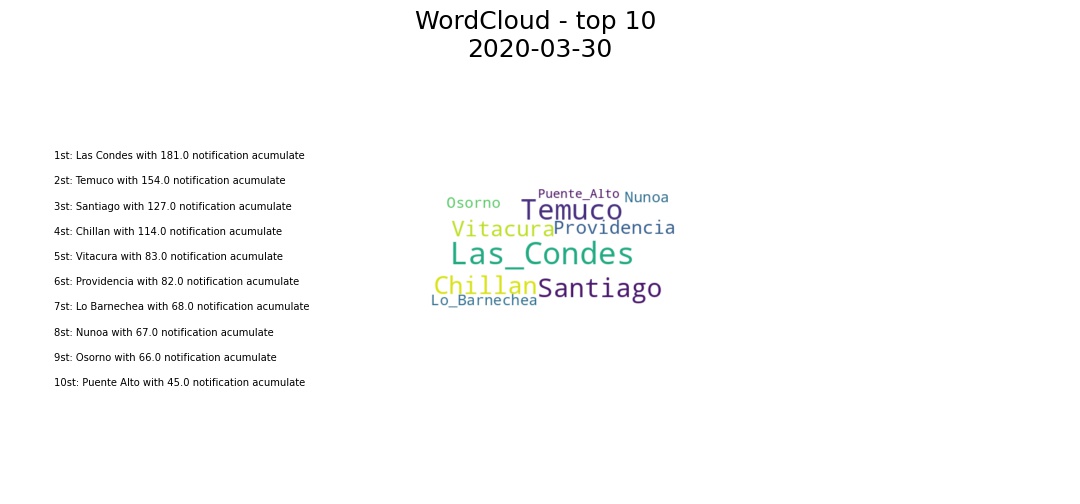 WordCloud - top 10
2020-03-30
1st: Las Condes with 181.0 notification acumulate
2st: Temuco with 154.0 notification acumulate
3st: Santiago with 127.0 notification acumulate
4st: Chillan with 114.0 notification acumulate
5st: Vitacura with 83.0 notification acumulate
6st: Providencia with 82.0 notification acumulate
7st: Lo Barnechea with 68.0 notification acumulate
8st: Nunoa with 67.0 notification acumulate
9st: Osorno with 66.0 notification acumulate
10st: Puente Alto with 45.0 notification acumulate
Puente_Alto
Nunoa
Osorno
Temuco
Vitacura
Providencia
Las_Condes
Chillan
Santiago
Lo_Barnechea